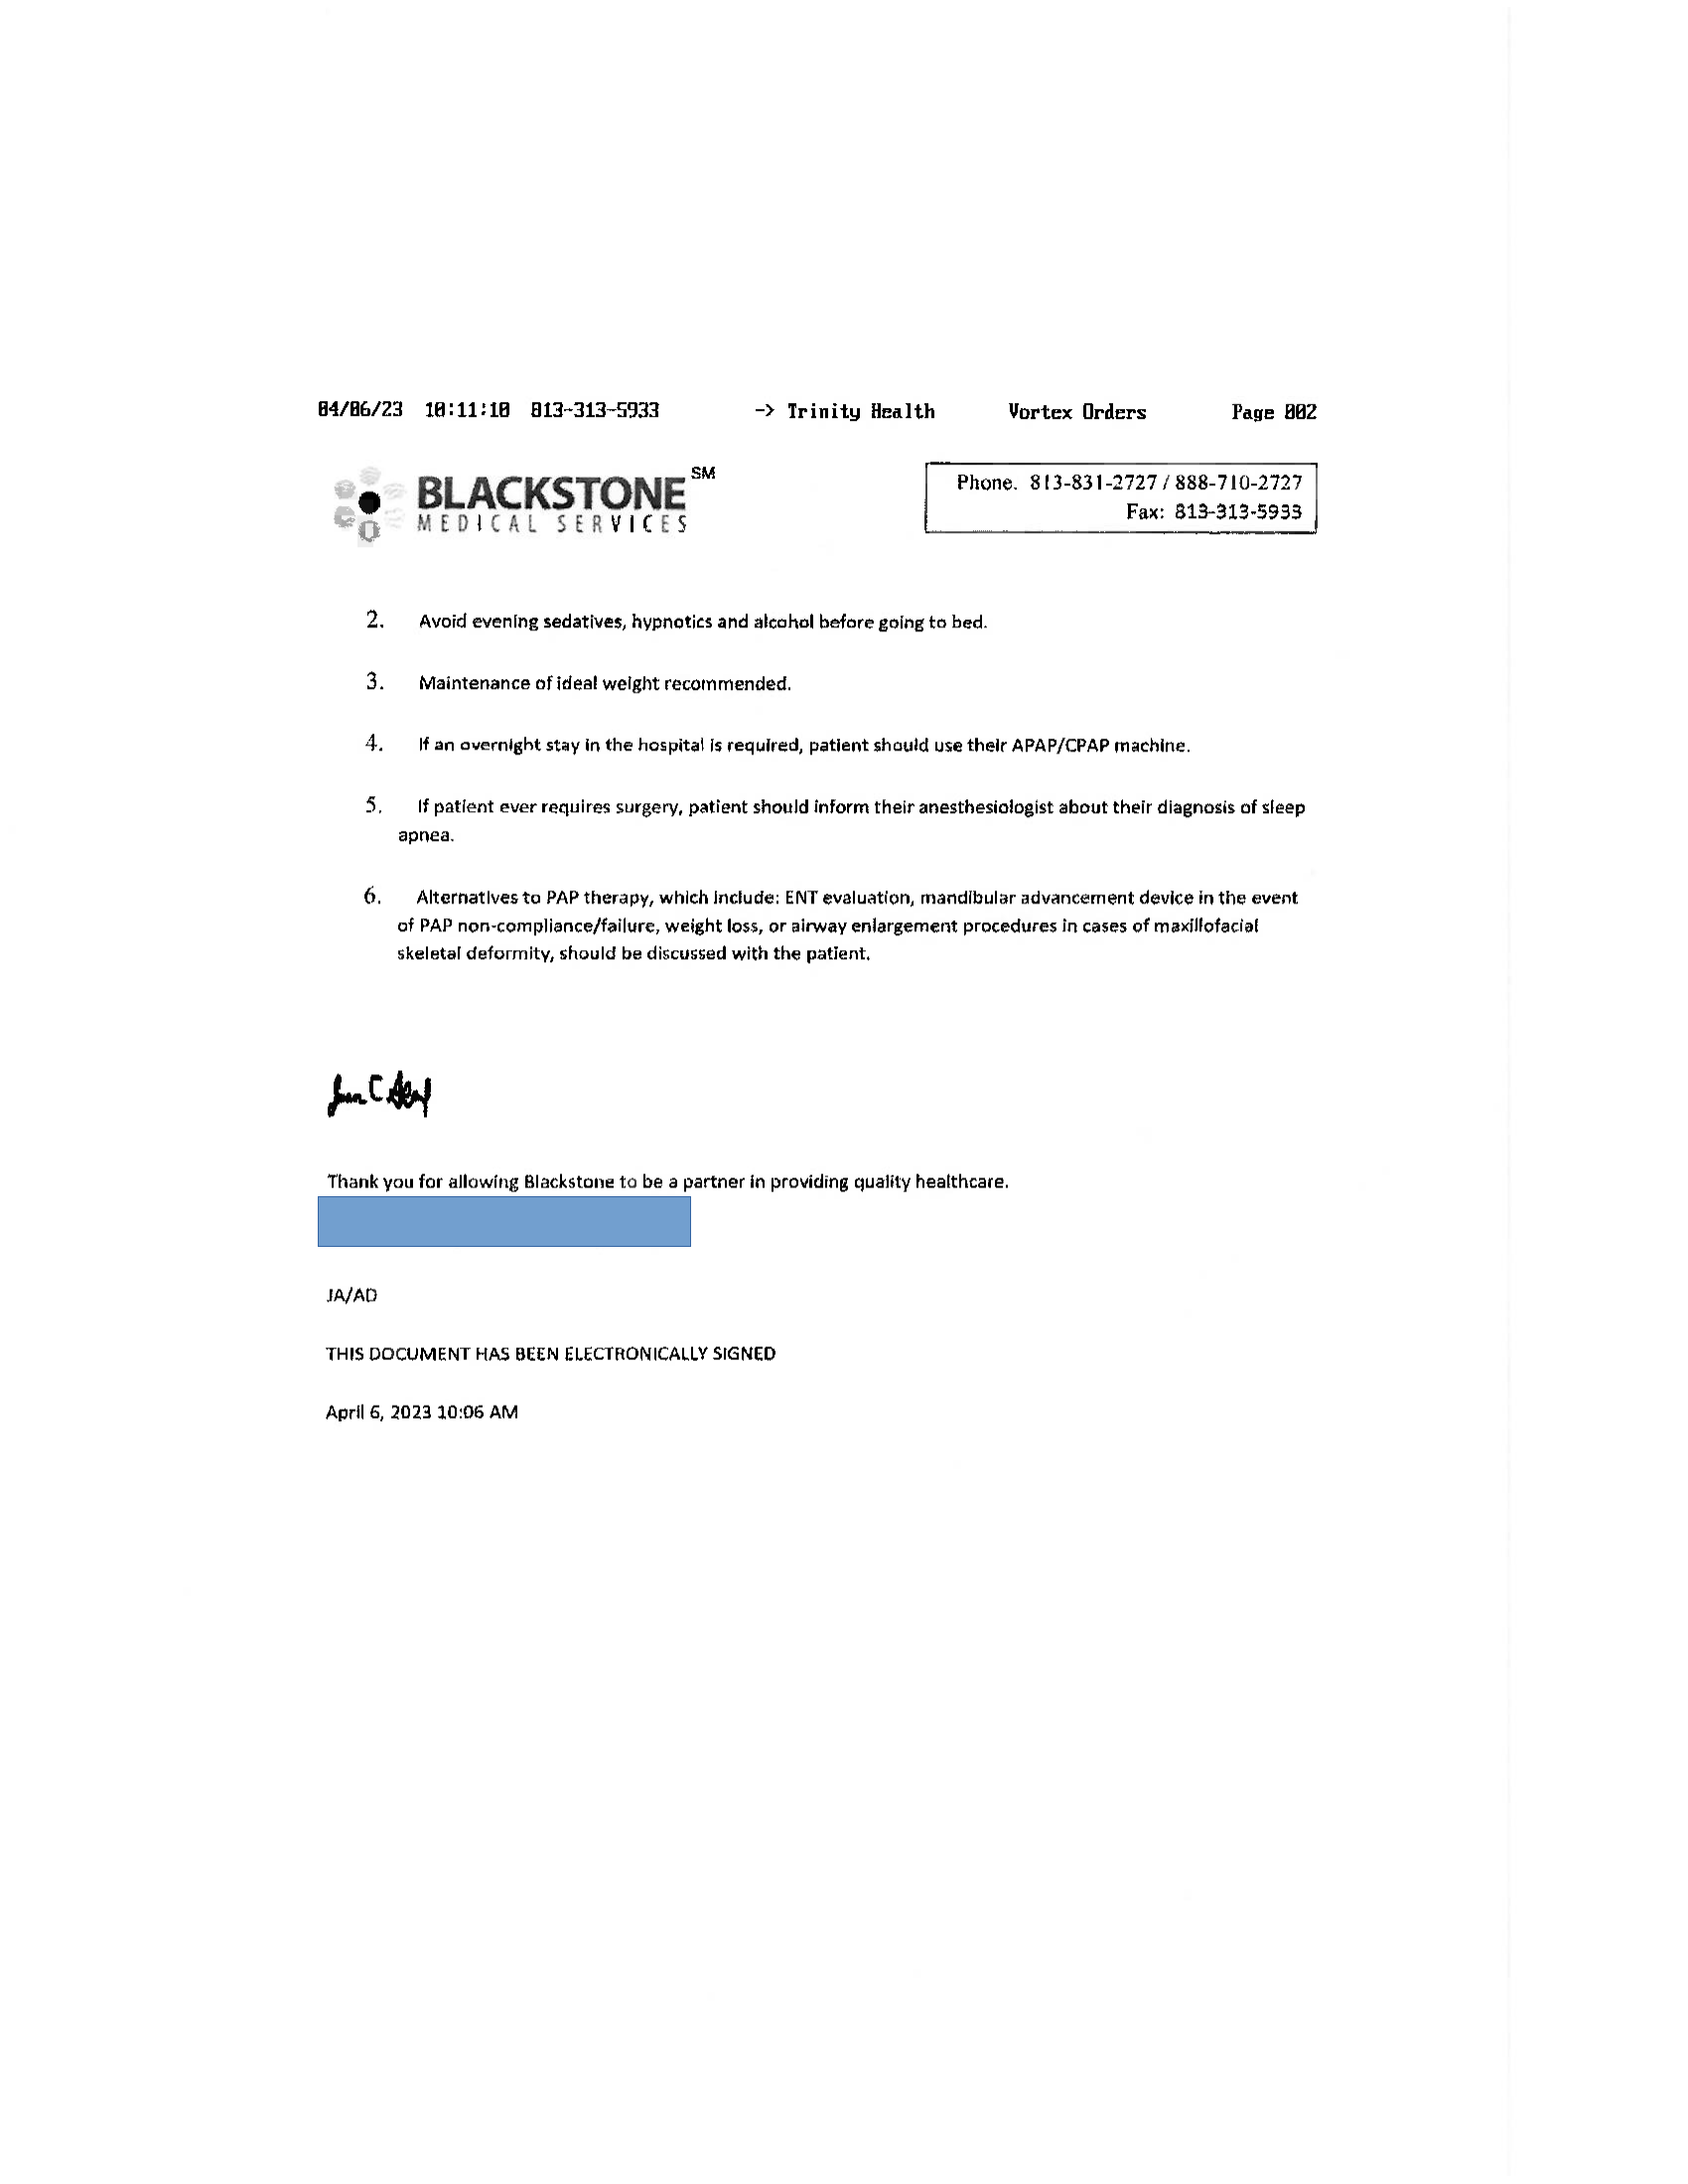 04/06/23 10:11:10 813-313-5933 -> Trinity Health Vortex Orders Page 002
BLACKSTONE SM
MEDICAL SERVICES
Phone. 813-831-2727 / 888-710-2727
Fax: 813-313-5933
2. Avoid evening sedatives, hypnotics and alcohol before going to bed.
3. Maintenance of ideal weight recommended.
4. If an overnight stay in the hospital is required, patient should use their APAP/CPAP machine.
5. If patient ever requires surgery, patient should inform their anesthesiologist about their diagnosis of sleep
apnea.
6. Alternatives to PAP therapy, which include: ENT evaluation, mandibular advancement device in the event
of PAP non-compliance/failure, weight loss, or airway enlargement procedures in cases of maxillofacial
skeletal deformity, should be discussed with the patient.
Thank you for allowing Blackstone to be a partner in providing quality healthcare.
JA/AD
THIS DOCUMENT HAS BEEN ELECTRONICALLY SIGNED
April 6, 2023 10:06 AM